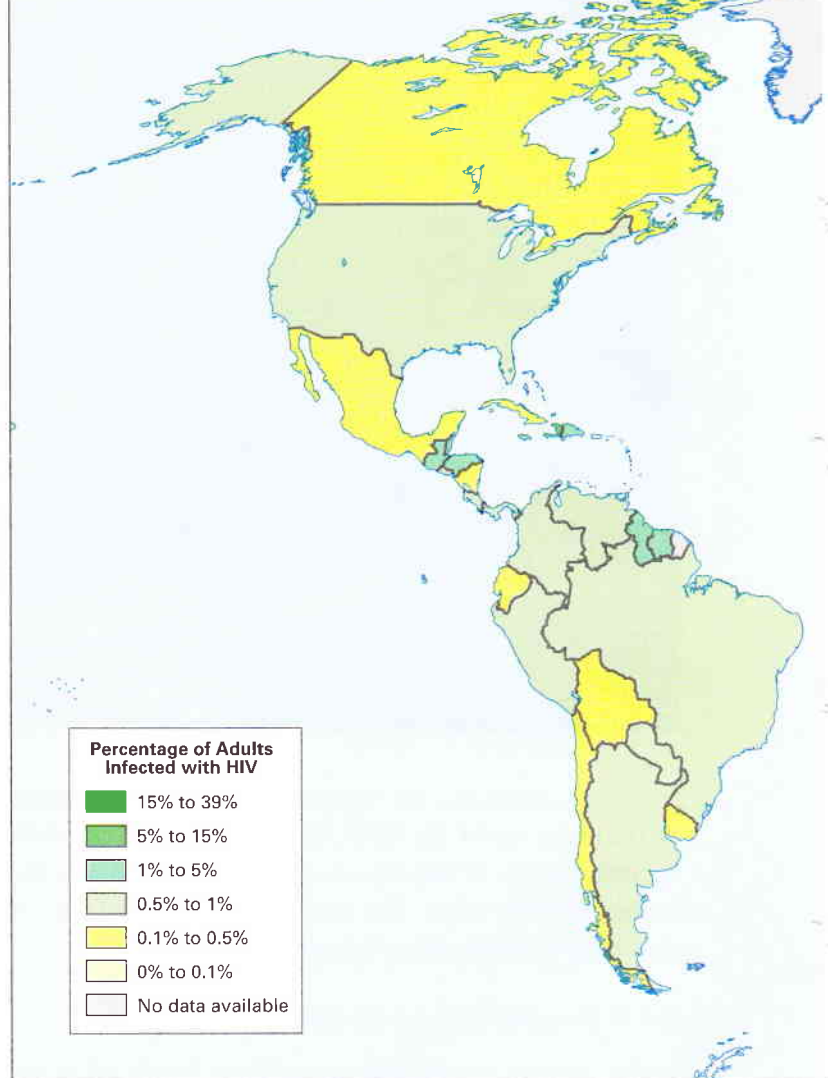 Percentage of Adults
Infected with HIV
15% to 39%
5% to 15%
1% to 5%
0.5% to 1%
0.1% to 0.5%
0% to 0.1%
No data available